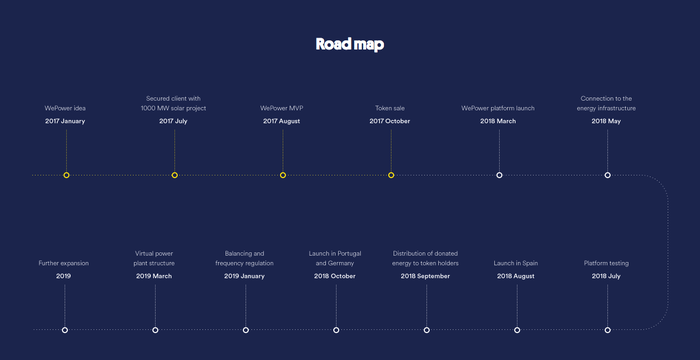 Road map
WePower idea
2017 January
Secured client with
1000 MW solar project
2017 July
WePower MVP
2017 August
Token sale
2017 October
WePower platform launch
2018 March
Connection to the
energy infrastructure
2018 May
Further expansion
2019
Virtual power
plant structure
2019 March
Balancing and
frequency regulation
2019 January
Launch in Portugal
and Germany
2018 October
Distribution of donated
energy to token holders
2018 September
Launch in Spain
2018 August
Platform testing
2018 July